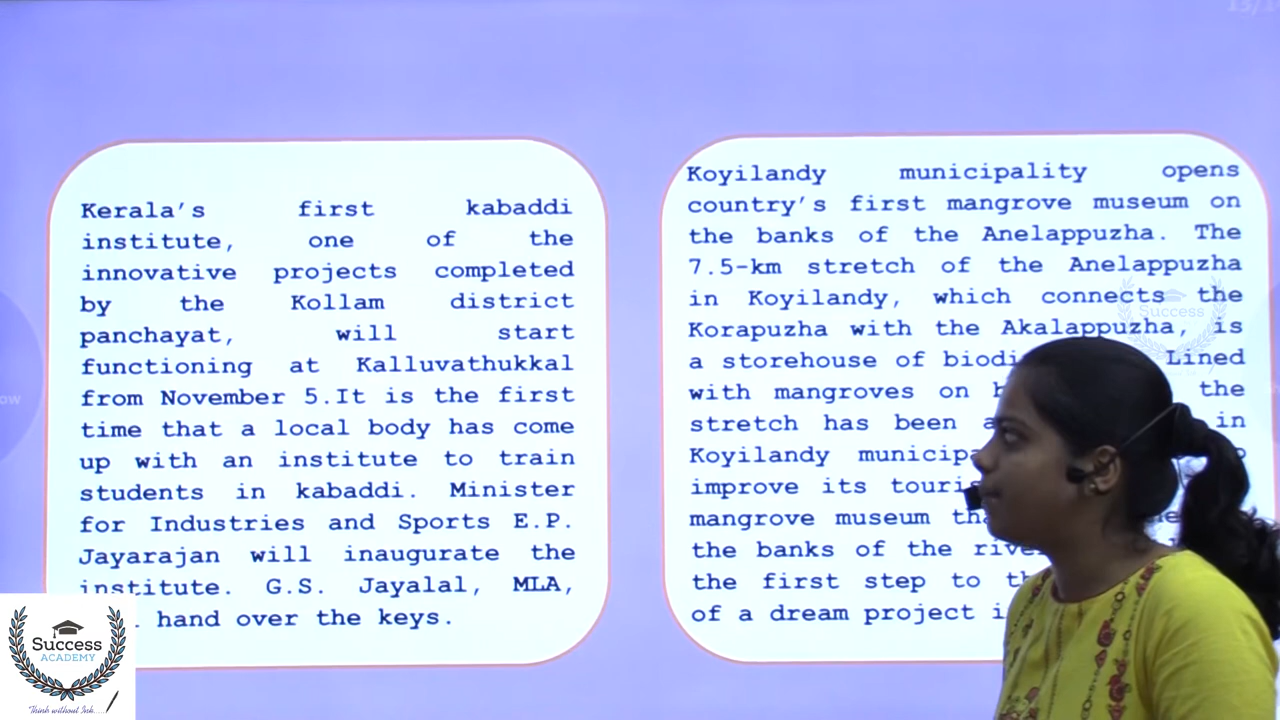 Kerala's first kabaddi
institute, one of the
innovative projects completed
by the Kollam district
panchayat, will start
functioning at Kalluvathukkal
from November 5.It is the first
time that a local body has come
up with an institute to train
students in kabaddi. Minister
for Industries and Sports E.P.
Jayarajan will inaugurate the
institute. G.S. Jayalal, MLA,
hand over the keys.
Koyilandy municipality opens
country's first mangrove museum on
the banks of the Anelappuzha. The
7.5-km stretch of the Anelappuzha
in Koyilandy, which connects the
Korapuzha with the Akalappuzha, is
a storehouse of Lined
with mangroves on the
stretch has been in
Koyilandy
improve its
mangrove museum
the banks of the
the first step to
of a dream project
Success
Success
ACADEMY
Think without Ink.....